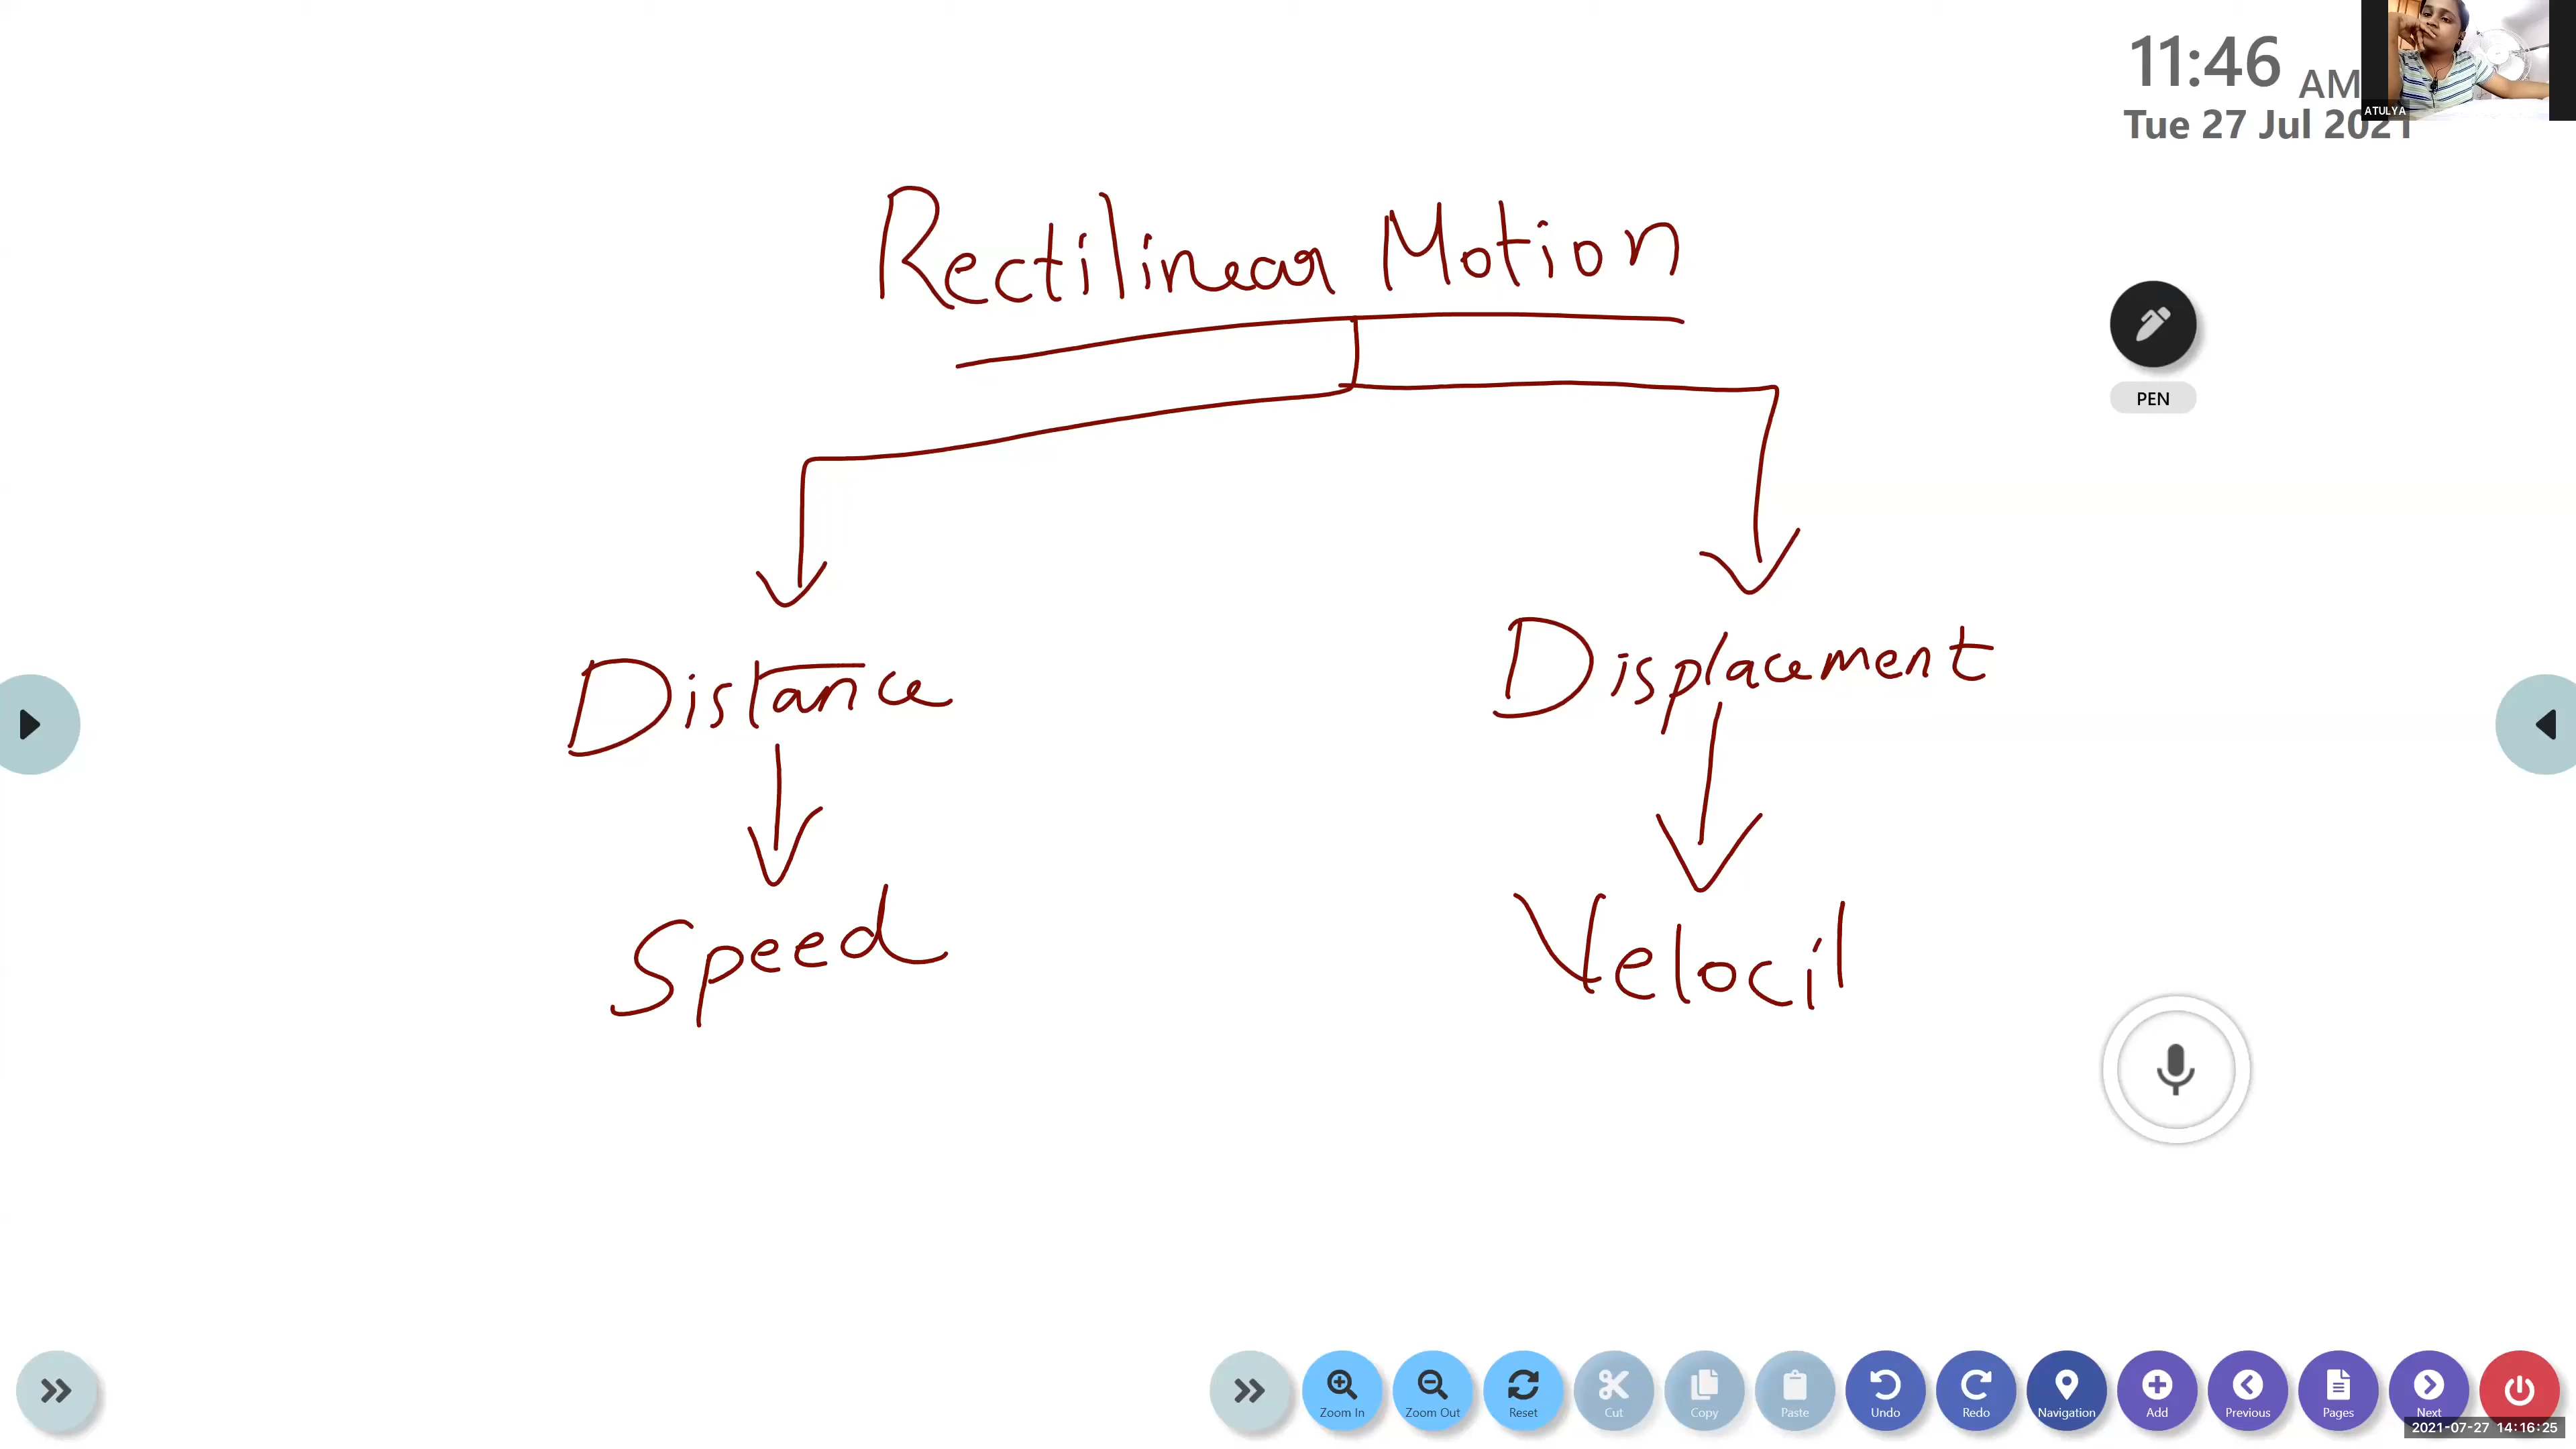 11:46 AM
ATULYA
Tue 27 Jul 2021
Rectilinear Motion
PEN
Distance
Displacement
Speed
Velocil
Zoom In
Zoom Out
Reset
Cut
Copy
Paste
Undo
Redo
Navigation
Add
Previous
Pages
Next
2021-07-27 14:16:25